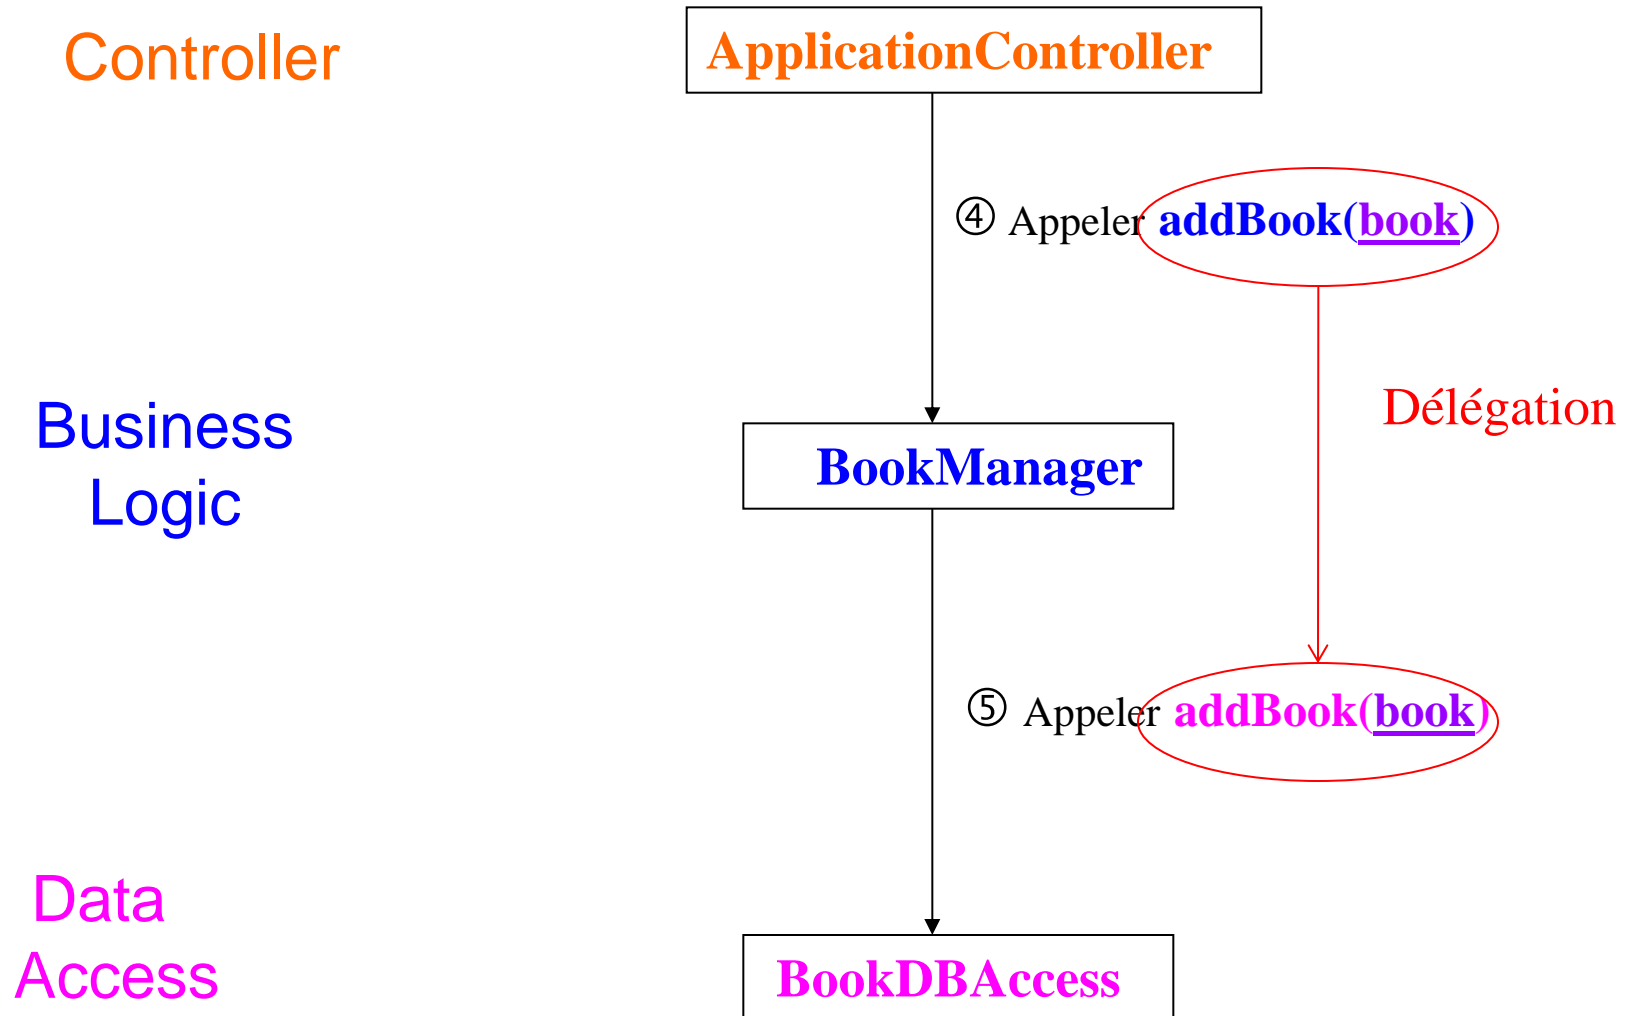 Controller
ApplicationController
④ Appeler addBook(book)
Délégation
Business
Logic
BookManager
⑤ Appeler addBook(book)
Data
Access
BookDBAccess